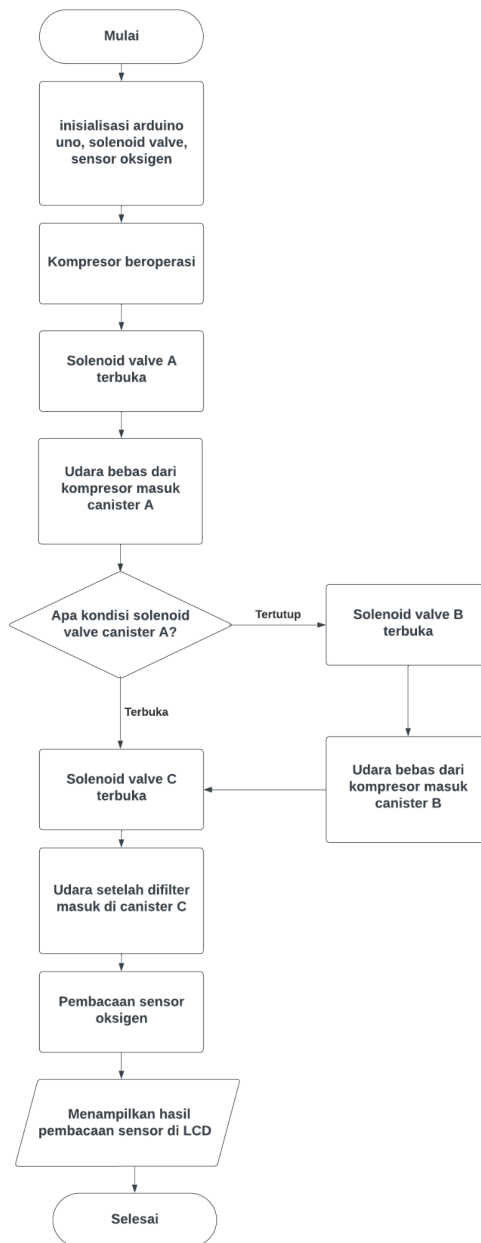 Mulai
inisialisasi arduino
uno, solenoid valve,
sensor oksigen
Kompresor beroperasi
Solenoid valve A
terbuka
Udara bebas dari
kompresor masuk
canister A
Apa kondisi solenoid
valve canister A?
Tertutup
Solenoid valve B
terbuka
Terbuka
Udara bebas dari
kompresor masuk
canister B
Solenoid valve C
terbuka
Udara setelah difilter
masuk di canister C
Pembacaan sensor
oksigen
Menampilkan hasil
pembacaan sensor di LCD
Selesai